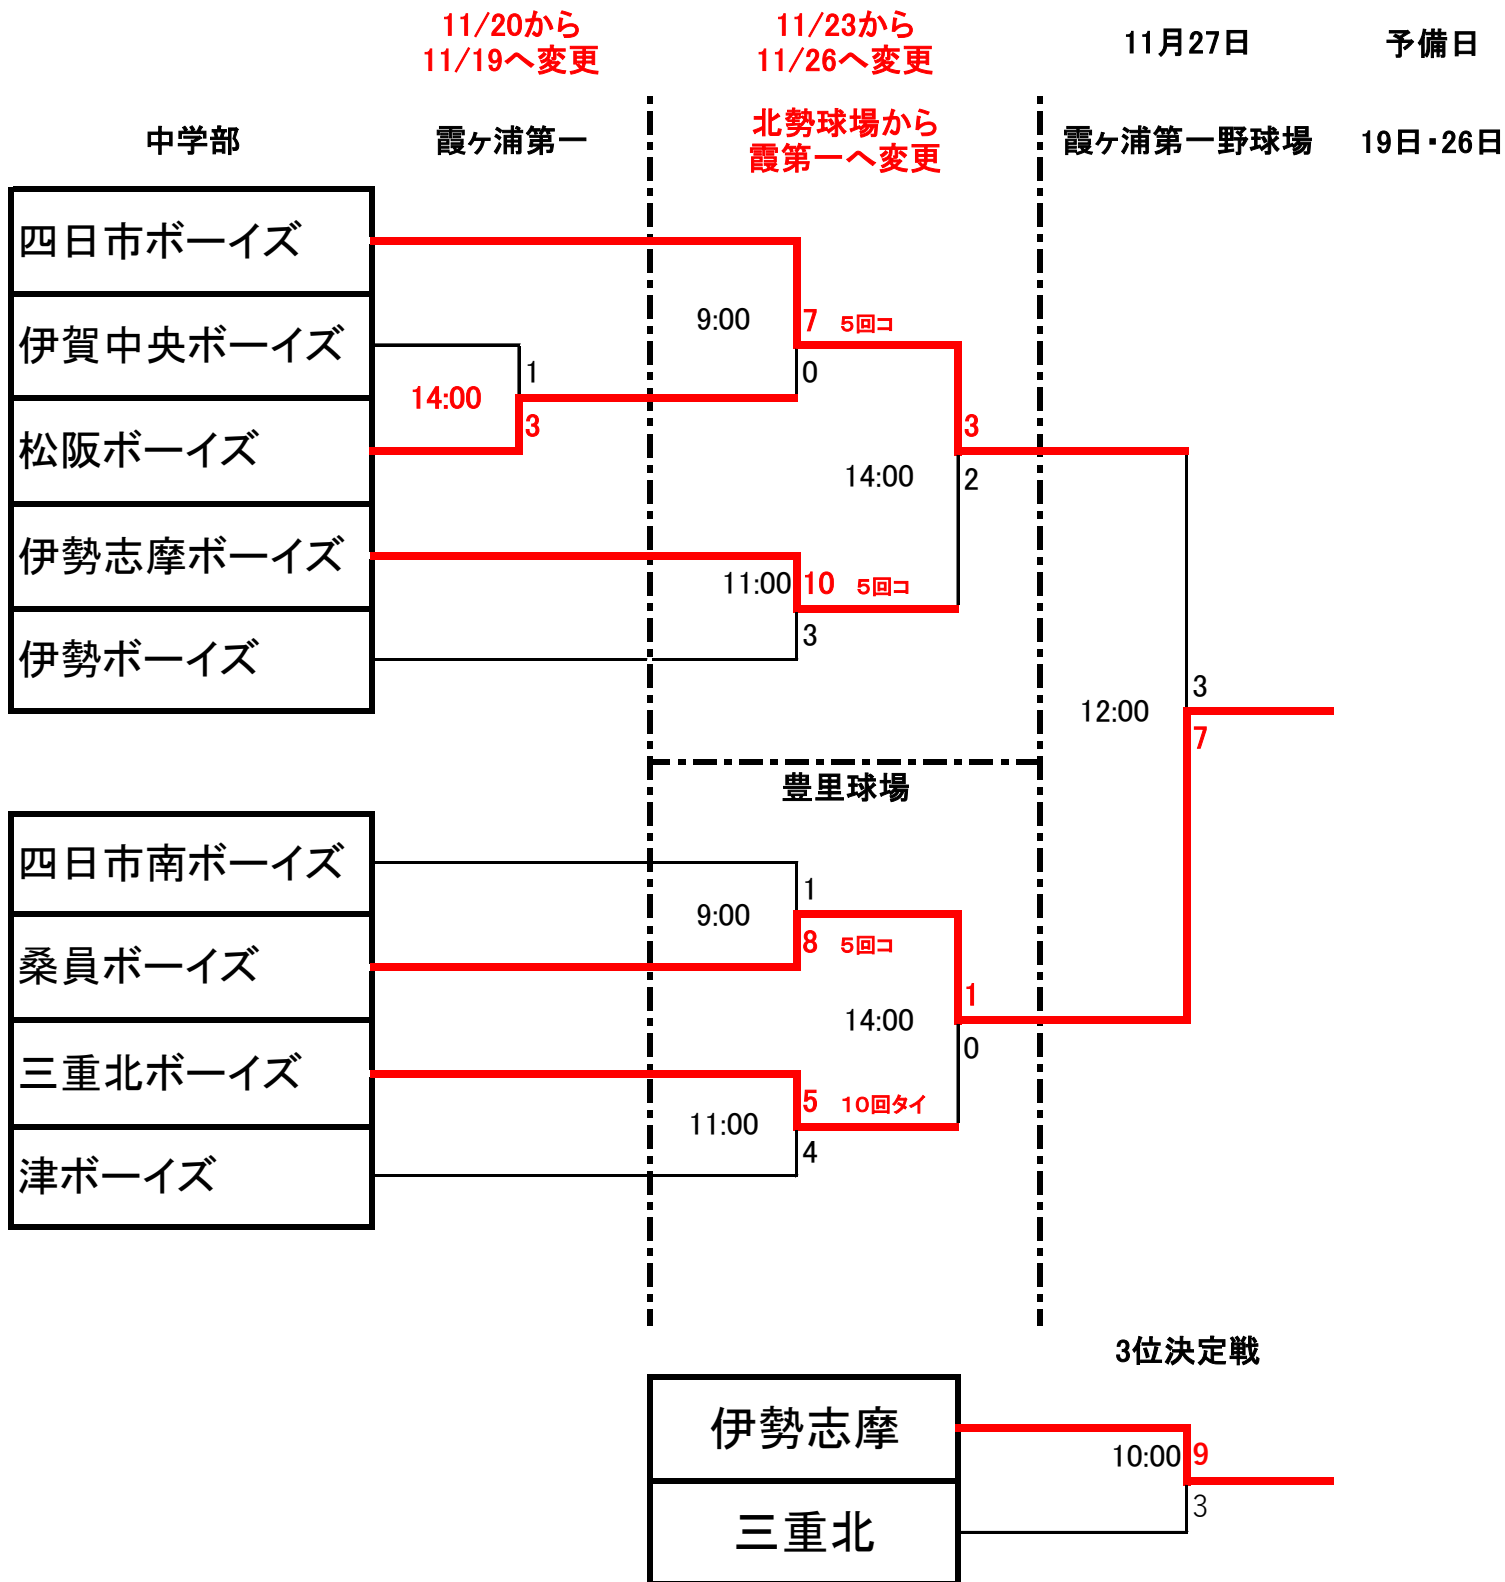 11/20から
11/19へ変更
11/23から
11/26へ変更
11月27日
予備日
中学部
霞ヶ浦第一
北勢球場から
霞第一へ変更
霞ヶ浦第一野球場
19日・26日
四日市ボーイズ
9:00
7 5回コ
伊賀中央ボーイズ
1
0
14:00
3
3
松阪ボーイズ
14:00
2
伊勢志摩ボーイズ
11:00
10 5回コ
3
伊勢ボーイズ
3
12:00
7
豊里球場
四日市南ボーイズ
1
9:00
8 5回コ
桑員ボーイズ
1
14:00
0
三重北ボーイズ
5 10回タイ
11:00
4
津ボーイズ
3位決定戦
伊勢志摩
10:00
9
3
三重北